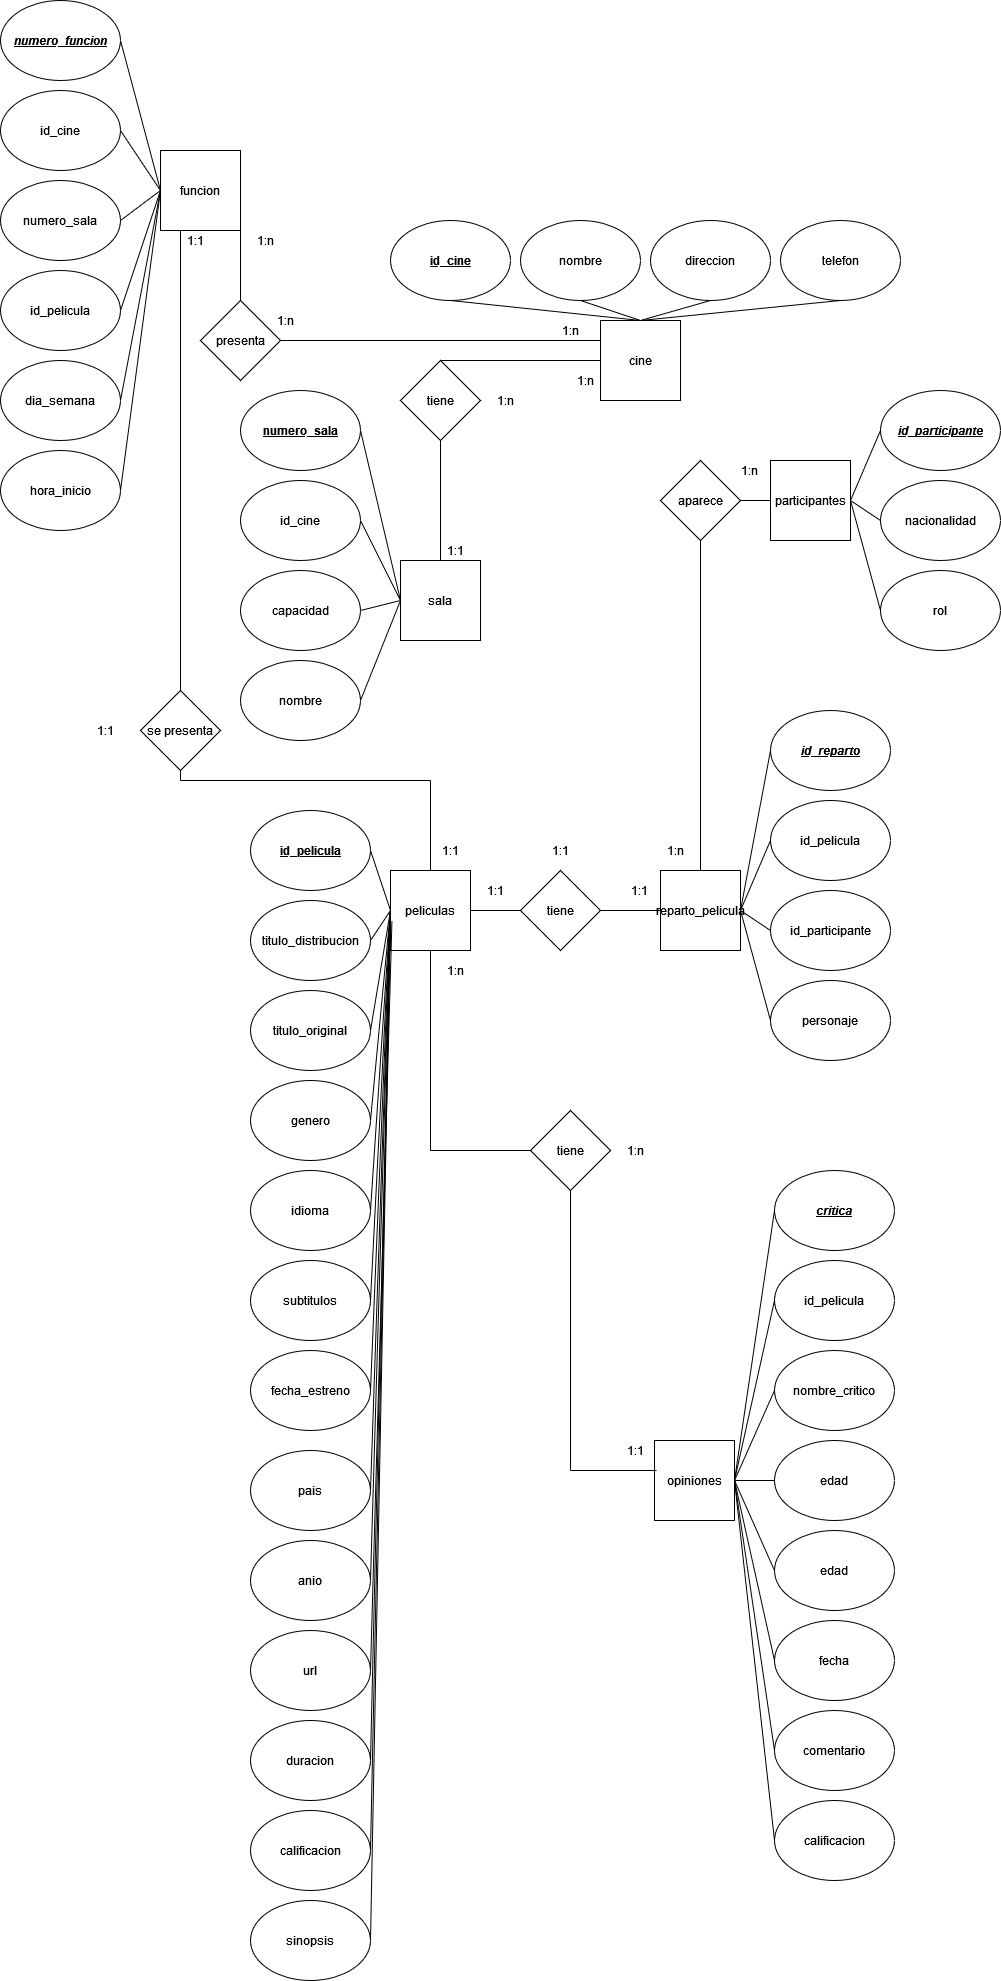 numero_funcion
id_cine
numero_sala
id_pelicula
dia_semana
hora_inicio
funcion
1:1
1:n
presenta
1:n
1:n
id_cine
nombre
direccion
telefon
cine
1:n
tiene
1:n
numero_sala
id_cine
capacidad
nombre
1:1
sala
aparece
1:n
participantes
id_participante
nacionalidad
rol
1:1
se presenta
id_reparto
id_pelicula
id_participante
personaje
1:1
1:1
1:n
peliculas
1:1
tiene
1:1
reparto_pelicula
1:n
id_pelicula
titulo_distribucion
titulo_original
genero
idioma
subtitulos
fecha_estreno
pais
anio
url
duracion
calificacion
sinopsis
tiene
1:n
1:1
opiniones
critica
id_pelicula
nombre_critico
edad
edad
fecha
comentario
calificacion